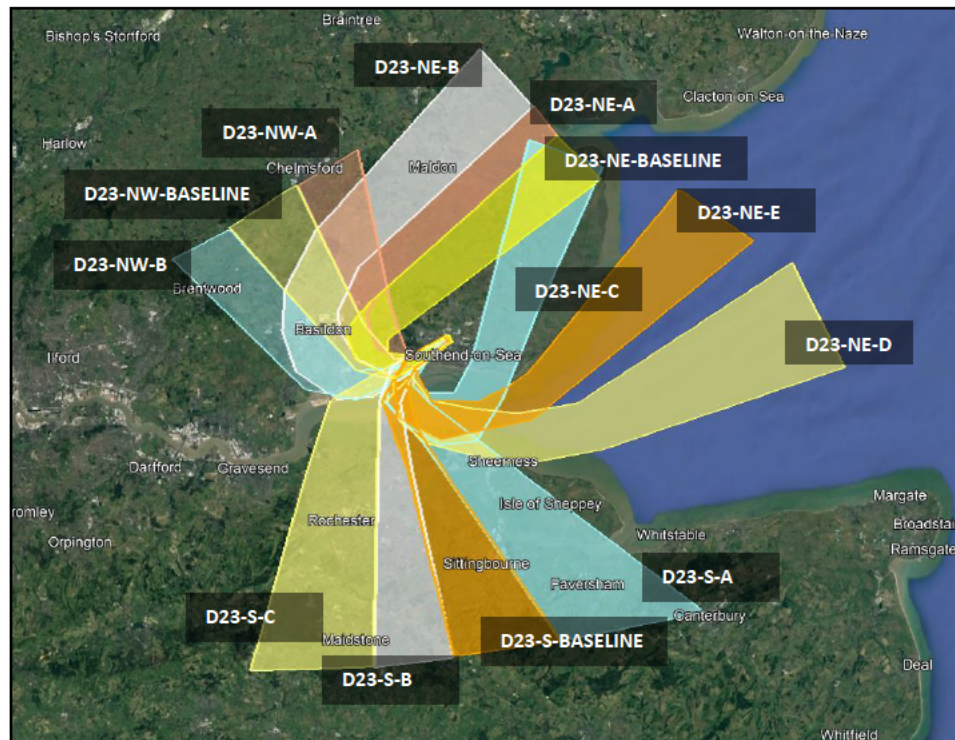 Braintree
Bishop's Stortford
Walton-on-the-Naze
D23-NE-B
Clacton on Sea
D23-NE-A
D23-NW-A
Harlow
D23-NE-BASELINE
Chelmsford
Maldon
D23-NW-BASELINE
D23-NE-E
D23-NW-B
Brentwood
D23-NE-C
Basildon
D23-NE-D
Ilford
Southend-on-Sea
Sheerness
Dartford
Gravesend
Margate
Isle of Sheppey
romley
Rochester
Broadstai
Whitstable
Orpington
Ramsgate
Sittingbourne
D23-S-A
Faversham
D23-S-C
Canterbury
Maidstone
D23-S-BASELINE
Deal
D23-S-B
Whitfield